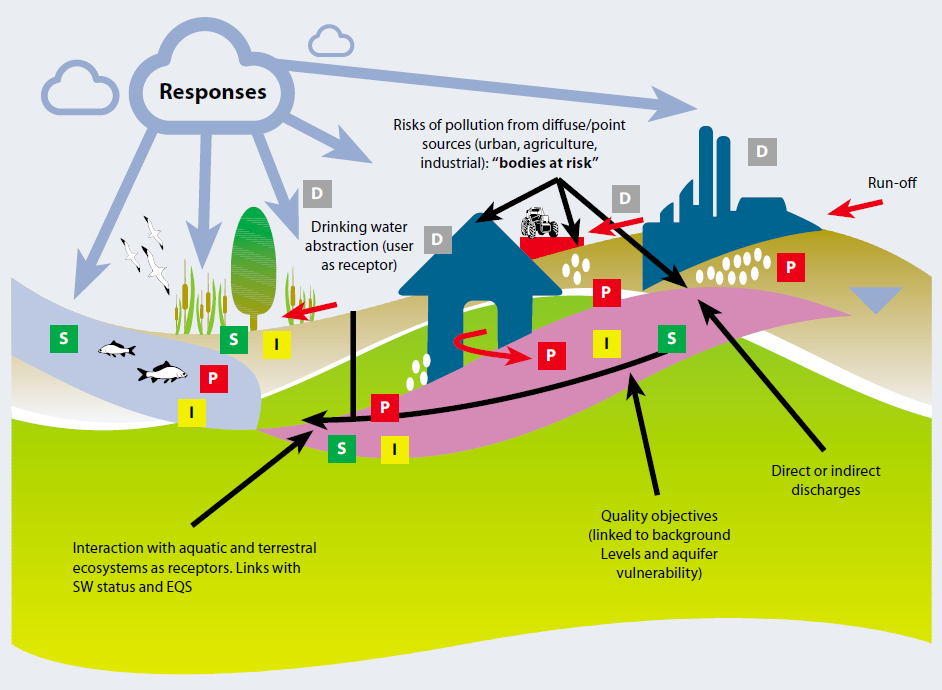 Responses
Risks of pollution from diffuse/point
sources (urban, agriculture,
industrial): “bodies at risk”
D
Run-off
D
D
Drinking water
abstraction (user
as receptor)
D
P
P
S
S
I
I
S
P
P
I
P
S
I
Direct or indirect
discharges
Quality objectives
(linked to background
Levels and aquifer
vulnerability)
Interaction with aquatic and terrestral
ecosystems as receptors. Links with
SW status and EQS